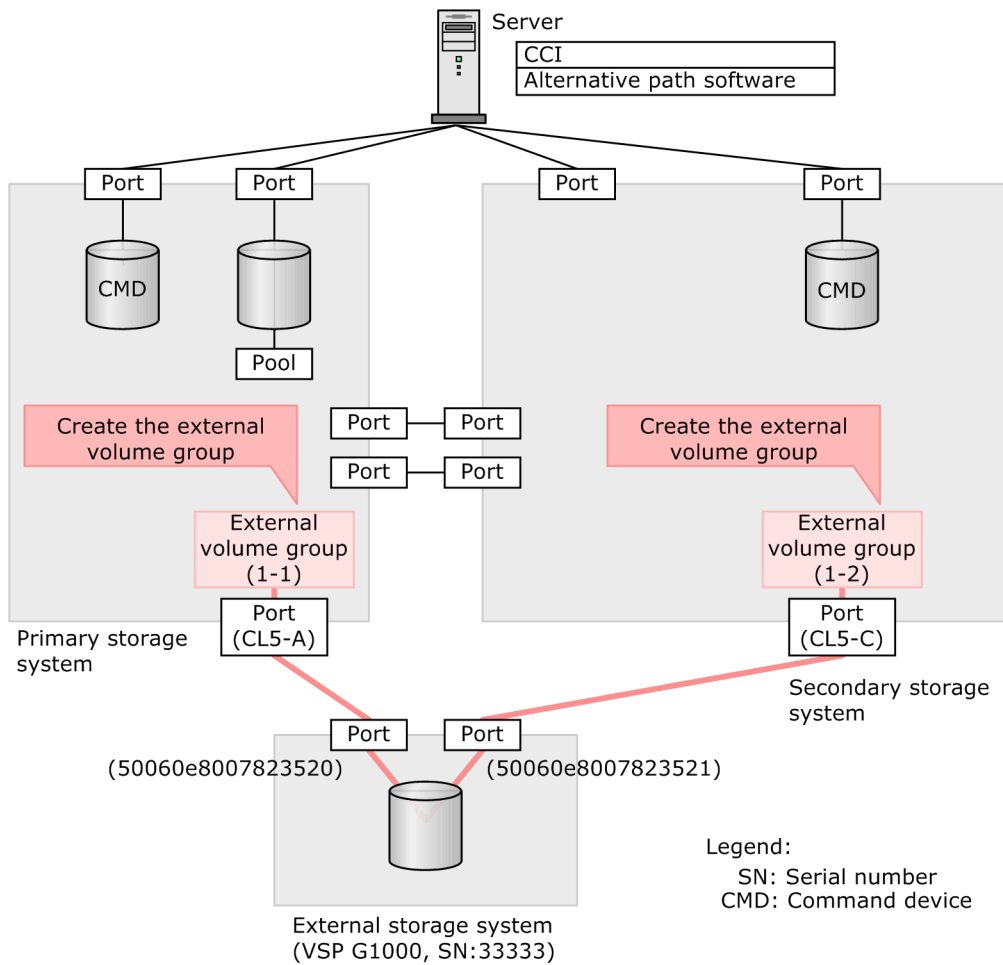 Server
CCI
Alternative path software
Port
Port
Port
Port
CMD
CMD
Pool
Create the external
volume group
Port
Port
Create the external
volume group
Port
Port
External
volume group
(1-1)
External
volume group
(1-2)
Port
(CL5-A)
Port
(CL5-C)
Primary storage
system
Secondary storage
system
Port
Port
(50060e8007823520)
(50060e8007823521)
Legend:
SN: Serial number
CMD: Command device
External storage system
(VSP G1000, SN:33333)